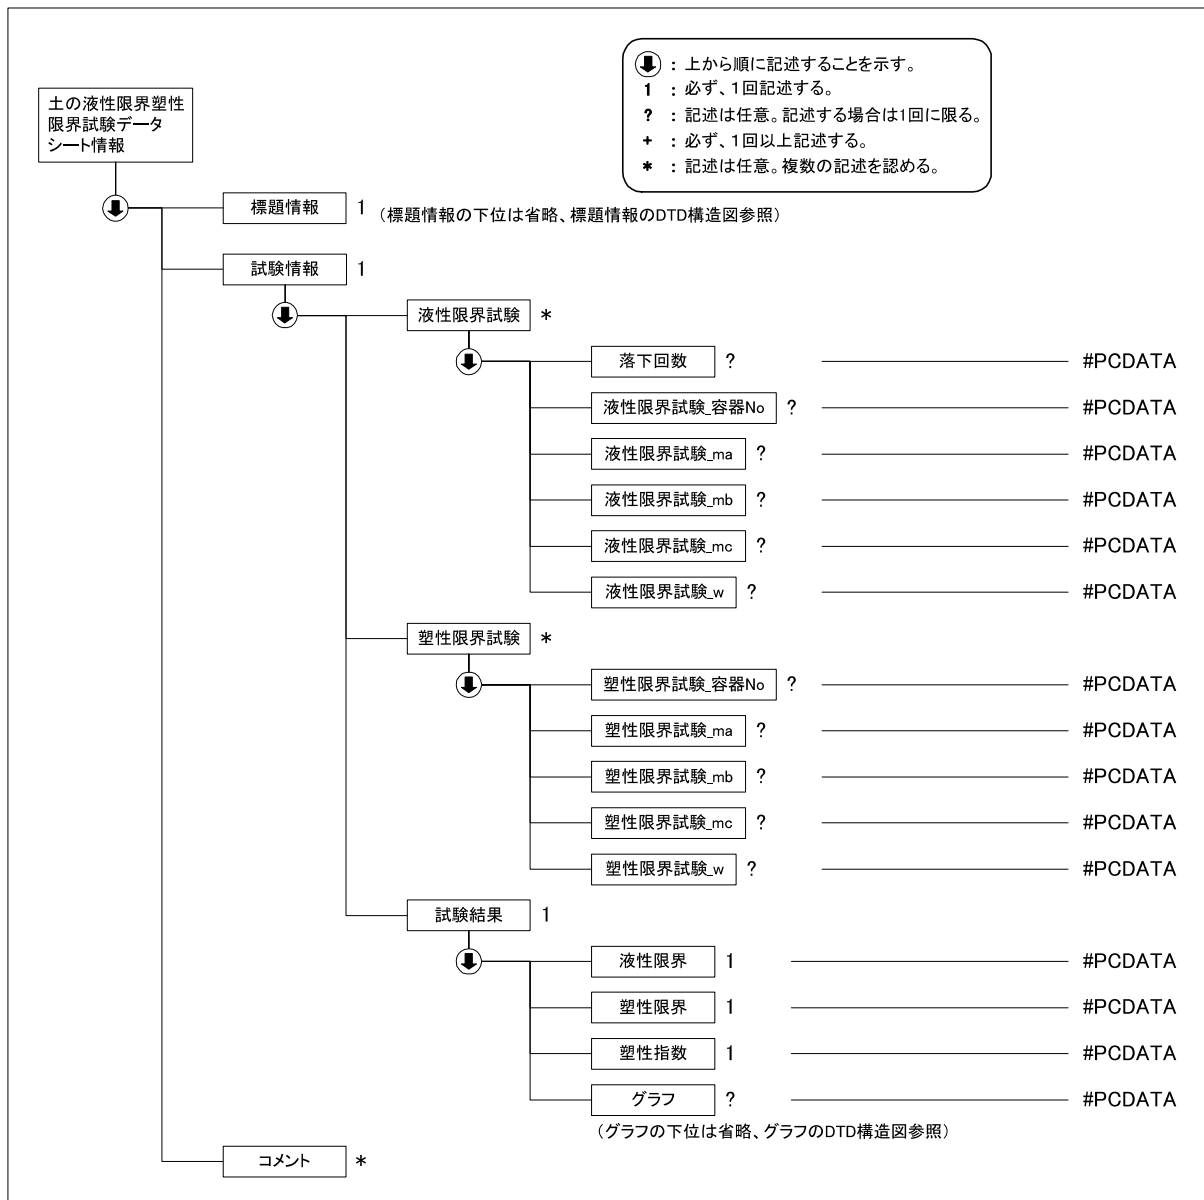 : 上から順に記述することを示す。
1 : 必ず、1回記述する。
? : 記述は任意。記述する場合は1回に限る。
+ : 必ず、1回以上記述する。
* : 記述は任意。複数の記述を認める。
土の液性限界塑性
限界試験データ
シート情報
標題情報 1 (標題情報の下位は省略、標題情報のDTD構造図参照)
試験情報 1
液性限界試験 *
落下回数 ? #PCDATA
液性限界試験_容器No ? #PCDATA
液性限界試験_ma ? #PCDATA
液性限界試験_mb ? #PCDATA
液性限界試験_mc ? #PCDATA
液性限界試験_w ? #PCDATA
塑性限界試験 *
塑性限界試験_容器No ? #PCDATA
塑性限界試験_ma ? #PCDATA
塑性限界試験_mb ? #PCDATA
塑性限界試験_mc ? #PCDATA
塑性限界試験_w ? #PCDATA
試験結果 1
液性限界 1 #PCDATA
塑性限界 1 #PCDATA
塑性指数 1 #PCDATA
グラフ ? #PCDATA
(グラフの下位は省略、グラフのDTD構造図参照)
コメント *